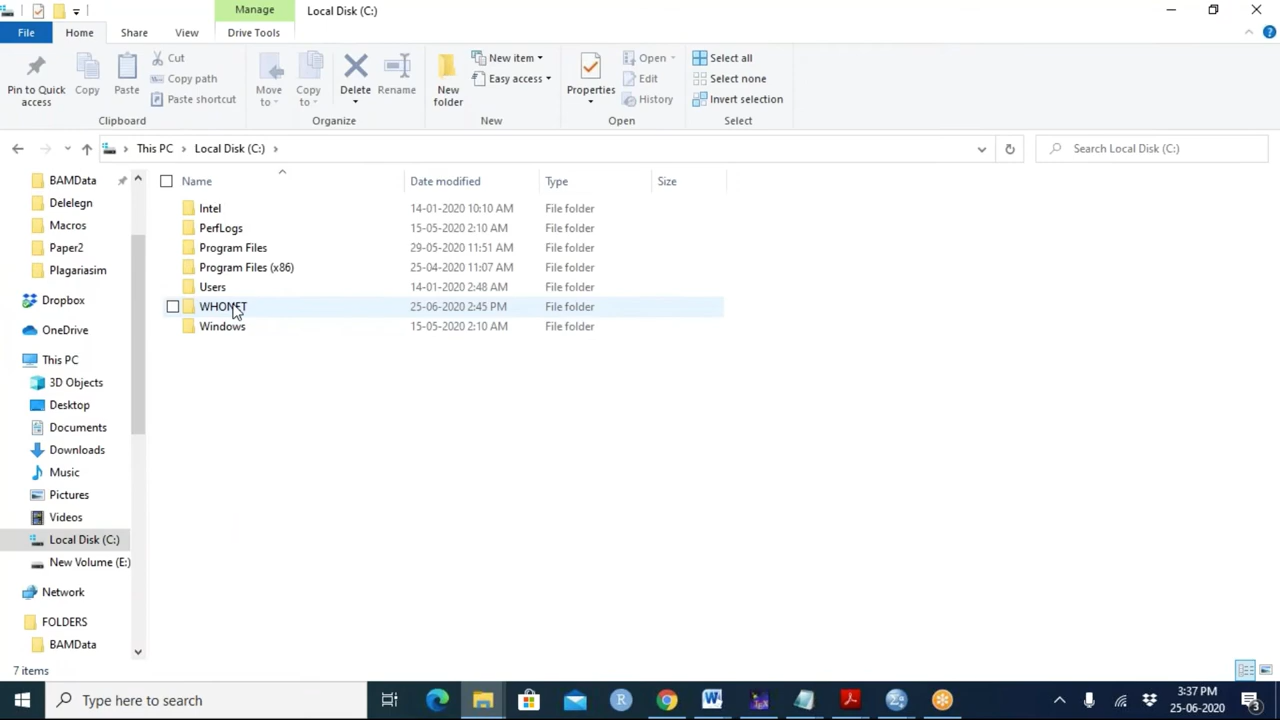 Manage
Local Disk (C:)
File
Home
Share
View
Drive Tools
Pin to Quick access
Copy
Paste
Cut
Copy path
Paste shortcut
Clipboard
Move to
Copy to
Delete
Rename
Organize
New folder
New item
Easy access
New
Properties
Open
Edit
History
Open
Select all
Select none
Invert selection
Select
This PC
Local Disk (C:)
Search Local Disk (C:)
BAMData
Delelegn
Macros
Paper2
Plagariasim
Dropbox
OneDrive
This PC
3D Objects
Desktop
Documents
Downloads
Music
Pictures
Videos
Local Disk (C:)
New Volume (E:)
Network
FOLDERS
BAMData
Name Date modified Type Size
Intel 14-01-2020 10:10 AM File folder
PerfLogs 15-05-2020 2:10 AM File folder
Program Files 29-05-2020 11:51 AM File folder
Program Files (x86) 25-04-2020 11:07 AM File folder
Users 14-01-2020 2:48 AM File folder
WHONET 25-06-2020 2:45 PM File folder
Windows 15-05-2020 2:10 AM File folder
7 items
Type here to search
3:37 PM
25-06-2020
3